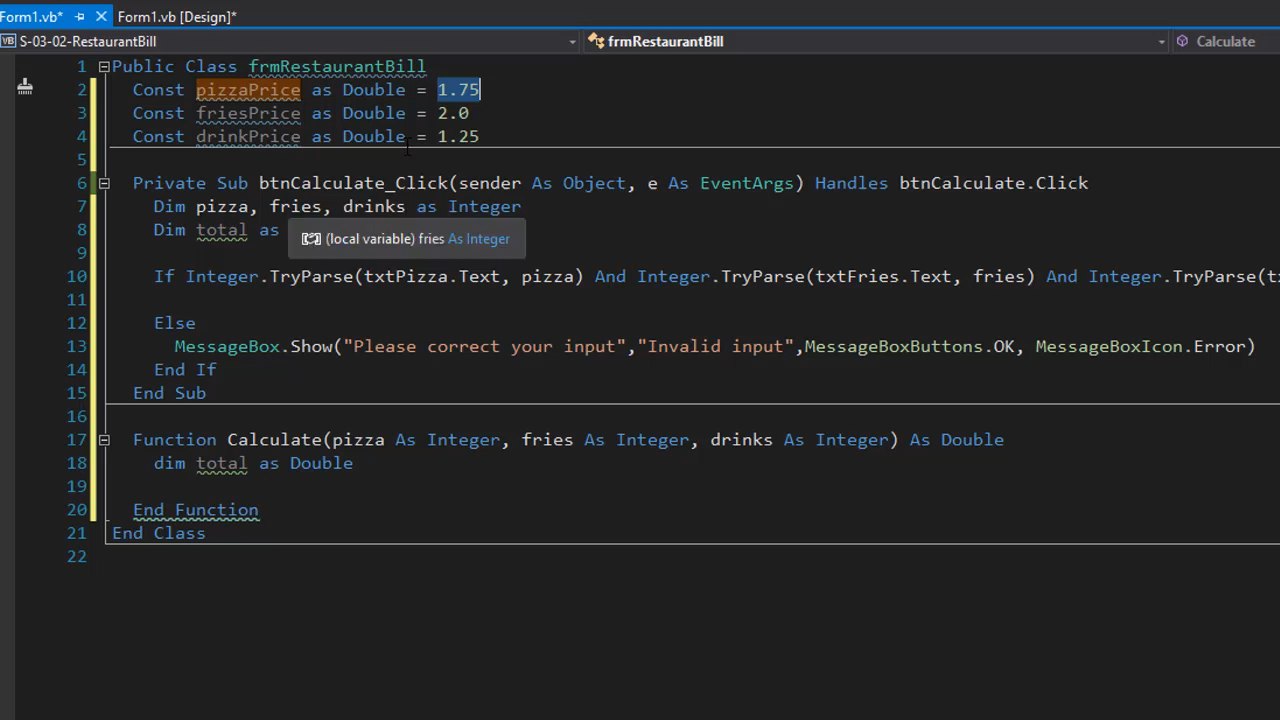 Form1.vb* Form1.vb [Design]*
VB S-03-02-RestaurantBill frmRestaurantBill Calculate
1 Public Class frmRestaurantBill
2 Const pizzaPrice as Double = 1.75
3 Const friesPrice as Double = 2.0
4 Const drinkPrice as Double = 1.25
5
6 Private Sub btnCalculate_Click(sender As Object, e As EventArgs) Handles btnCalculate.Click
7 Dim pizza, fries, drinks as Integer
8 Dim total as
(local variable) fries As Integer
9
10 If Integer.TryParse(txtPizza.Text, pizza) And Integer.TryParse(txtFries.Text, fries) And Integer.TryParse(t
11
12 Else
13 MessageBox.Show("Please correct your input","Invalid input",MessageBoxButtons.OK, MessageBoxIcon.Error)
14 End If
15 End Sub
16
17 Function Calculate(pizza As Integer, fries As Integer, drinks As Integer) As Double
18 dim total as Double
19
20 End Function
21 End Class
22